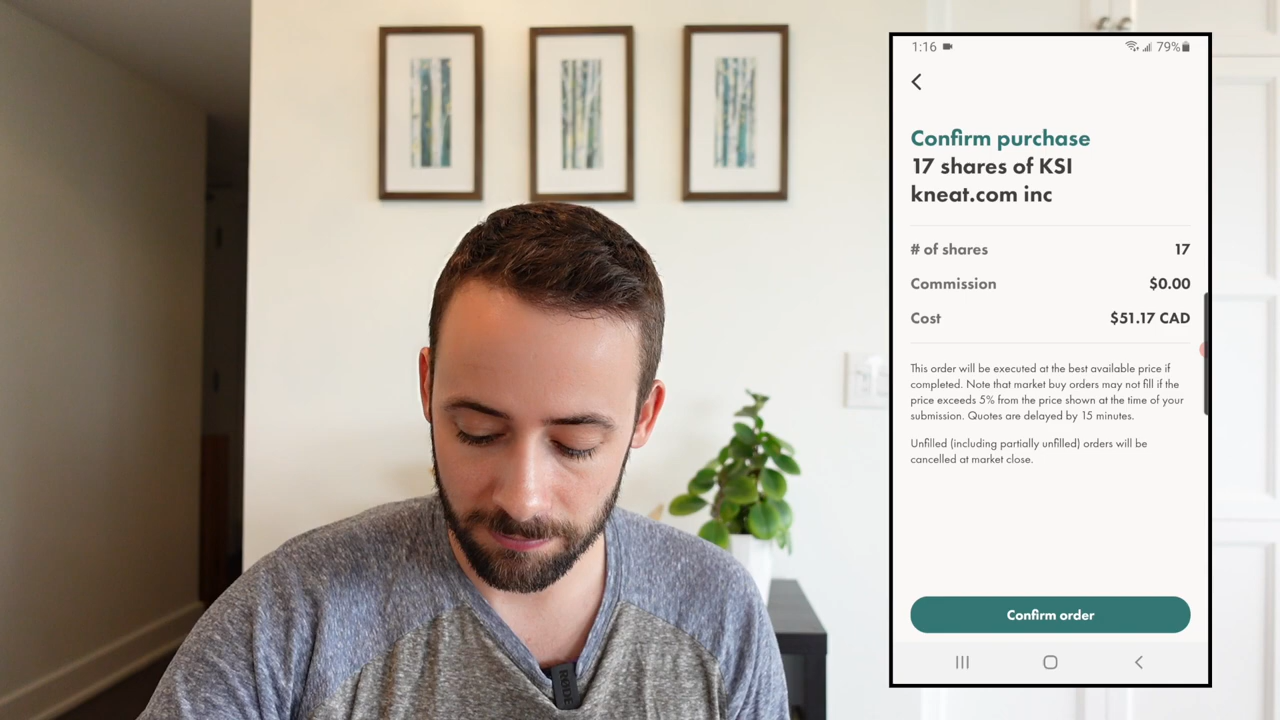 1:16
79%
Confirm purchase
17 shares of KSI
kneat.com inc
# of shares 17
Commission $0.00
Cost $51.17 CAD
This order will be executed at the best available price if
completed. Note that market buy orders may not fill if the
price exceeds 5% from the price shown at the time of your
submission. Quotes are delayed by 15 minutes.
Unfilled (including partially unfilled) orders will be
cancelled at market close.
Confirm order
RØDE